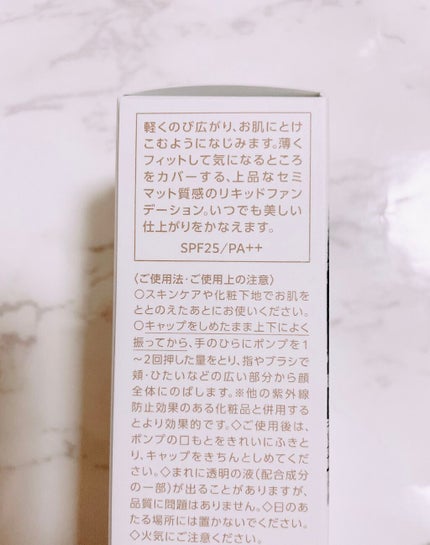 軽くのび広がり、お肌にとけ
こむようになじみます。薄く
フィットして気になるところ
をカバーする、上品なセミ
マット質感のリキッドファン
デーション。いつでも美しい
仕上がりをかなえます。
SPF25/PA++
〈ご使用法・ご使用上の注意〉
○スキンケアや化粧下地でお肌を
ととのえたあとにお使いください。
○キャップをしめたまま上下によく
振ってから、手のひらにポンプを1
～2回押した量をとり、指やブラシで
頬・ひたいなどの広い部分から顔
全体にのばします。※他の紫外線
防止効果のある化粧品と併用する
とより効果的です。◇ご使用後は、
ポンプの口もとをきれいにふきと
り、キャップをきちんとしめてくだ
さい。◇まれに透明の液(配合成分
の一部)が出ることがありますが、
品質に問題はありません。◇日のあ
たる場所には置かないでください。
◇火気にご注意ください。